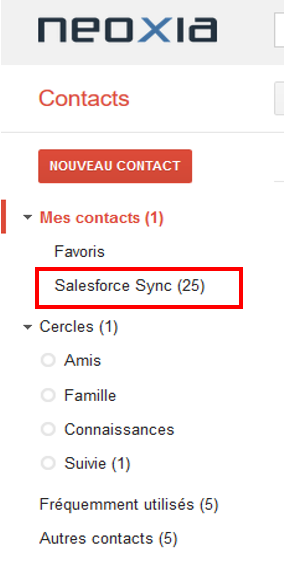 neoxia
Contacts
NOUVEAU CONTACT
Mes contacts (1)
Favoris
Salesforce Sync (25)
Cercles (1)
Amis
Famille
Connaissances
Suivie (1)
Fréquemment utilisés (5)
Autres contacts (5)